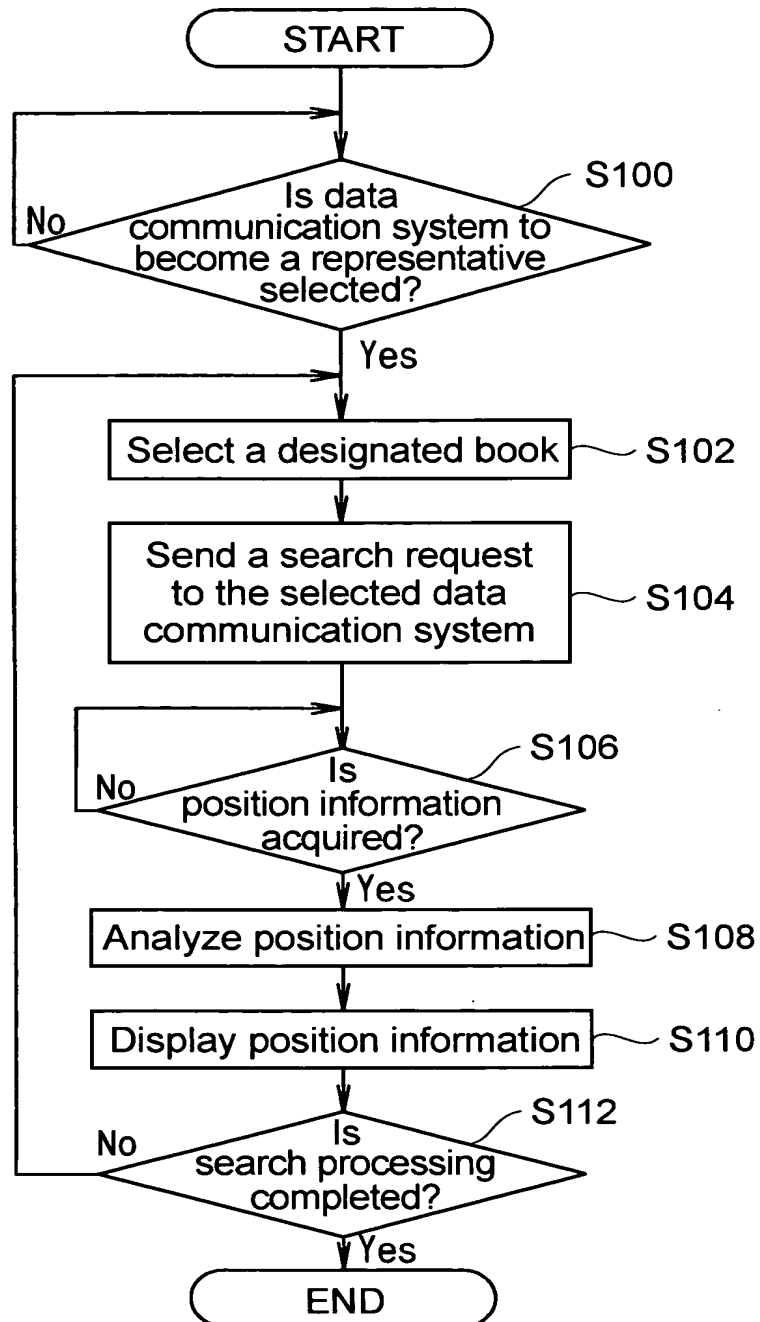 START
S100
No
Is data
communication system to
become a representative
selected?
Yes
Select a designated book
S102
Send a search request
to the selected data
communication system
S104
S106
No
Is
position information
acquired?
Yes
Analyze position information
S108
Display position information
S110
S112
No
Is
search processing
completed?
Yes
END